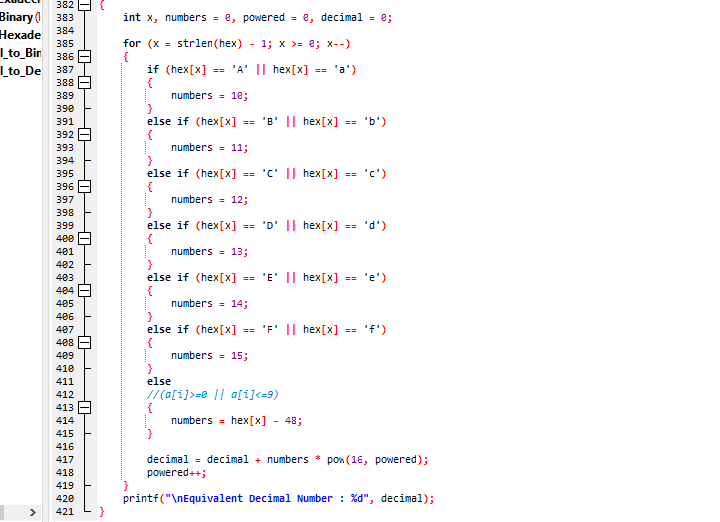 Binary(
Hexade
l_to_Bin
l_to_De
382 {
383 int x, numbers = 0, powered = 0, decimal = 0;
384
385 for (x = strlen(hex) - 1; x >= 0; x--)
386 {
387 if (hex[x] == 'A' || hex[x] == 'a')
388 {
389 numbers = 10;
390 }
391 else if (hex[x] == 'B' || hex[x] == 'b')
392 {
393 numbers = 11;
394 }
395 else if (hex[x] == 'C' || hex[x] == 'c')
396 {
397 numbers = 12;
398 }
399 else if (hex[x] == 'D' || hex[x] == 'd')
400 {
401 numbers = 13;
402 }
403 else if (hex[x] == 'E' || hex[x] == 'e')
404 {
405 numbers = 14;
406 }
407 else if (hex[x] == 'F' || hex[x] == 'f')
408 {
409 numbers = 15;
410 }
411 else
412 //(a[i]>=0 || a[i]<=9)
413 {
414 numbers = hex[x] - 48;
415 }
416
417 decimal = decimal + numbers * pow(16, powered);
418 powered++;
419 }
420 printf("\nEquivalent Decimal Number : %d", decimal);
421 }